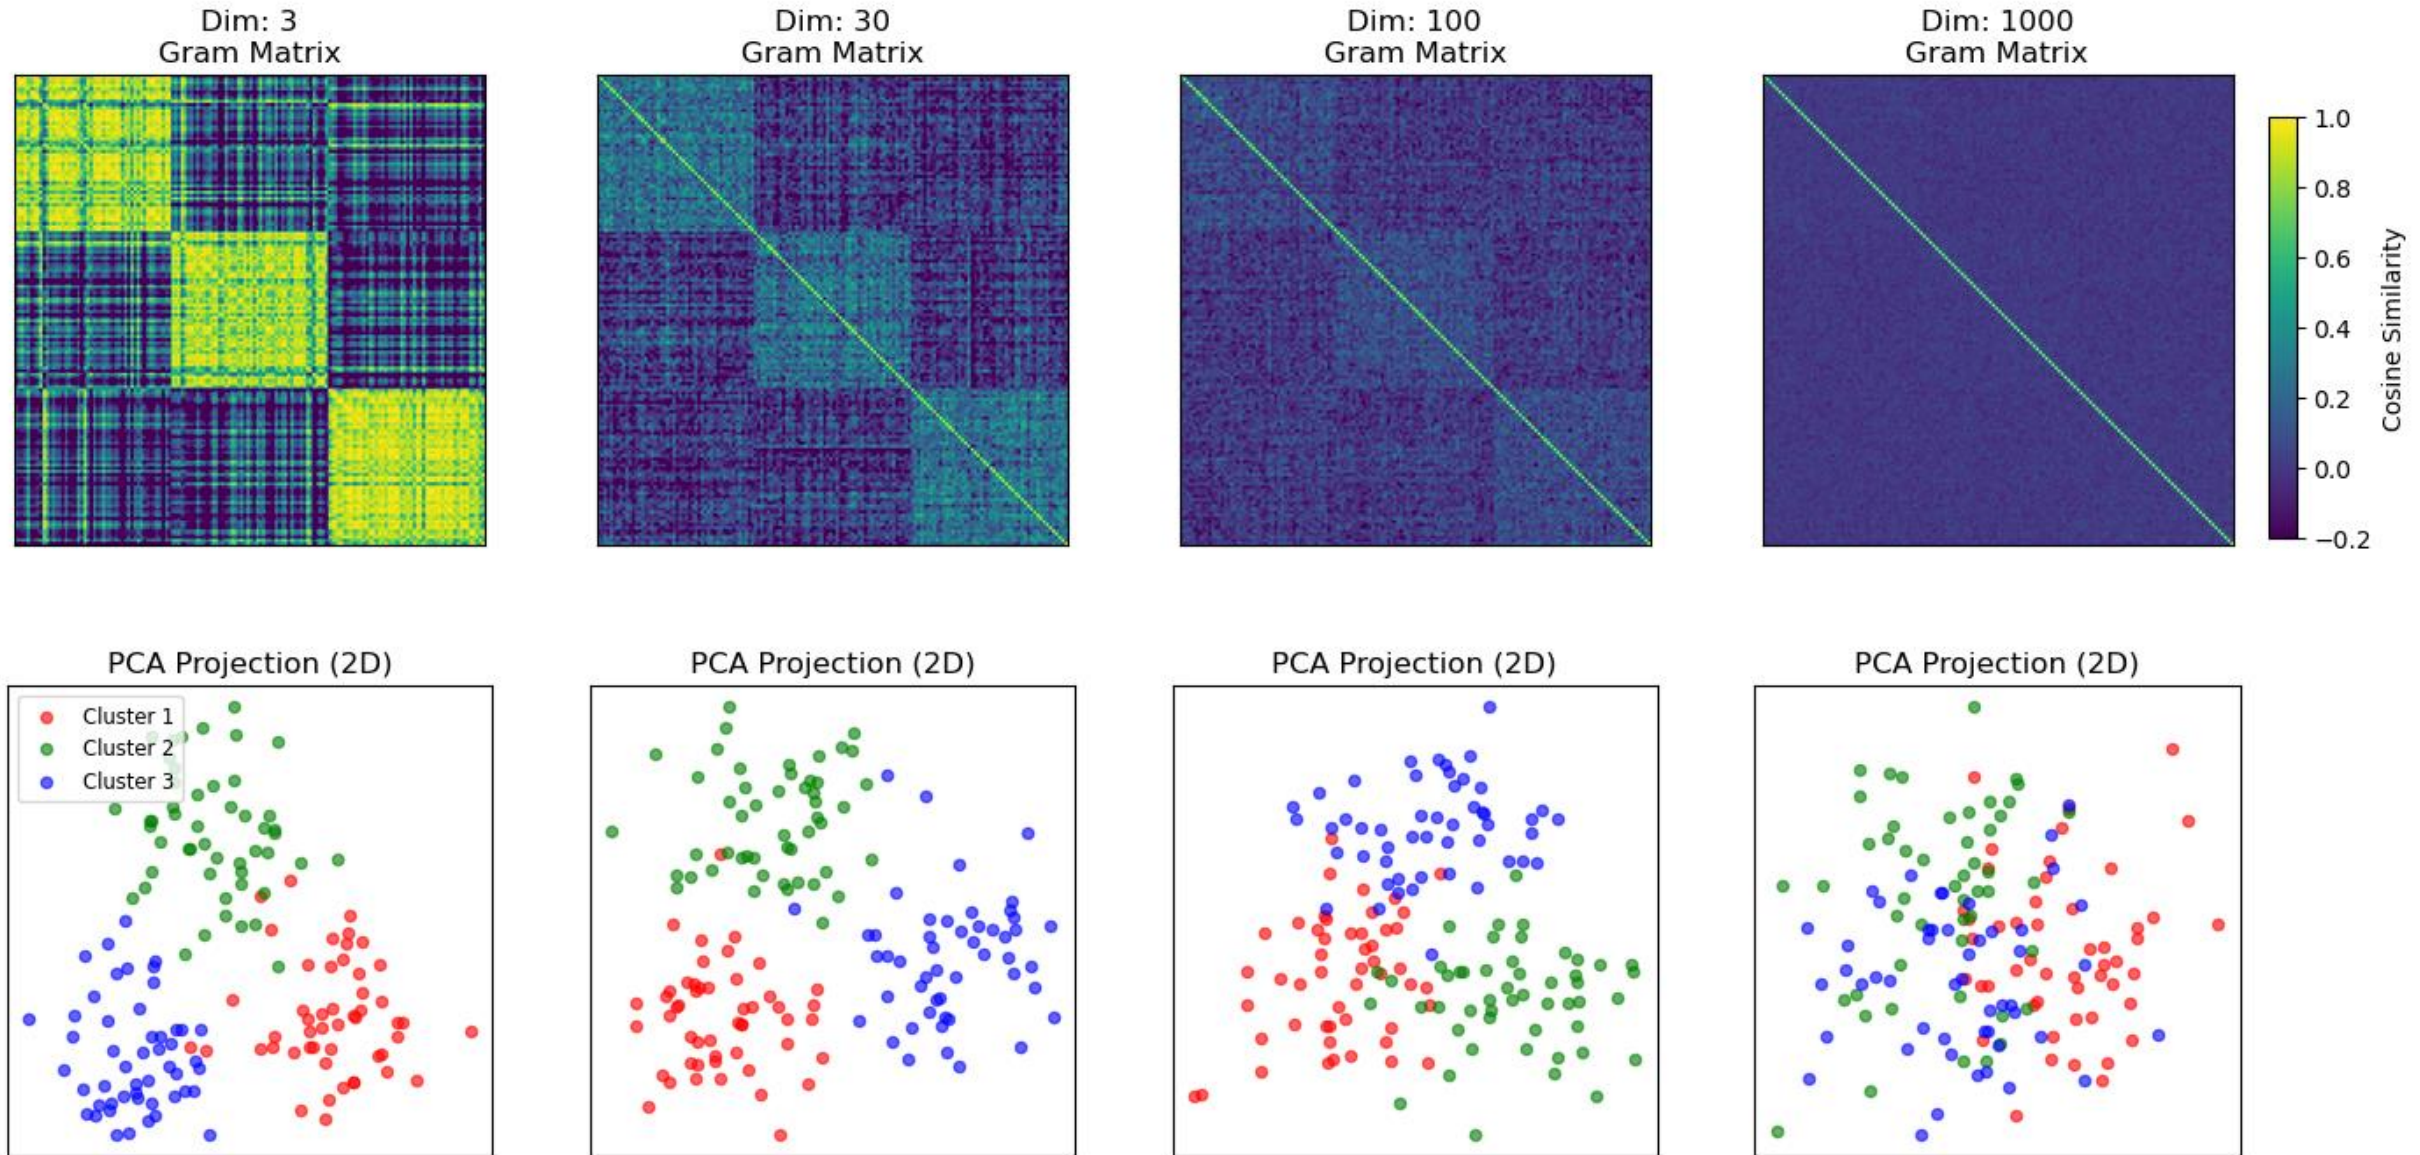 Dim: 3
Gram Matrix
Dim: 30
Gram Matrix
Dim: 100
Gram Matrix
Dim: 1000
Gram Matrix
1.0
0.8
0.6
0.4
0.2
0.0
−0.2
Cosine Similarity
PCA Projection (2D)
PCA Projection (2D)
PCA Projection (2D)
PCA Projection (2D)
Cluster 1
Cluster 2
Cluster 3